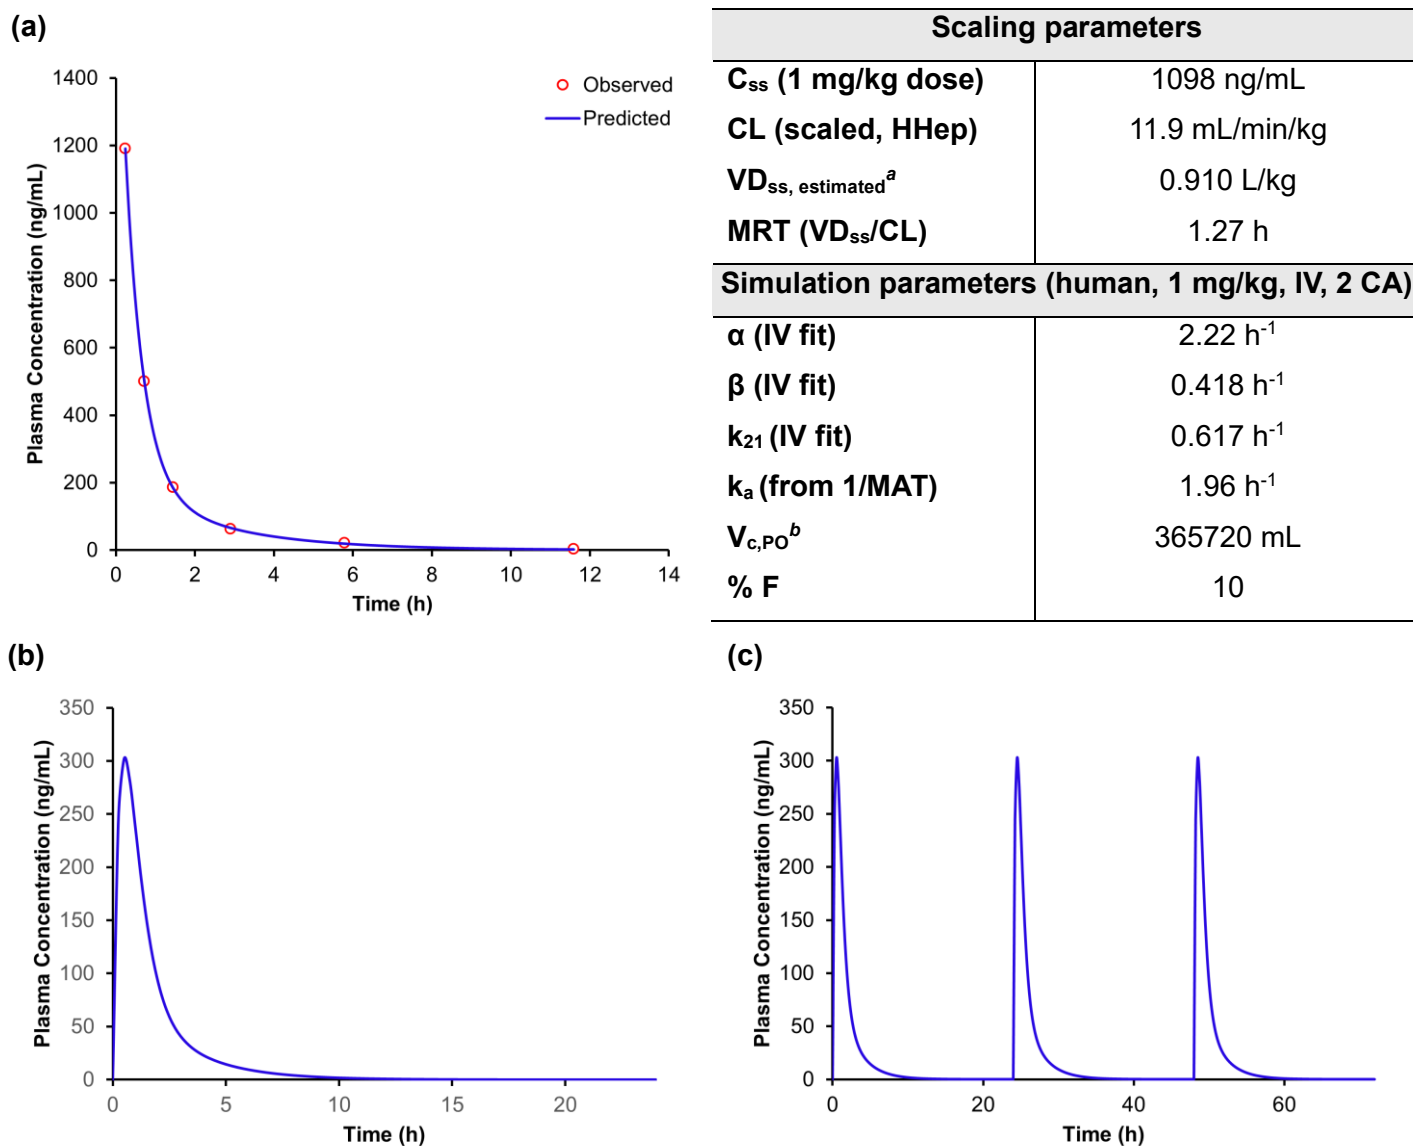 (a)
1400
1200
1000
800
600
400
200
0
0 2 4 6 8 10 12 14
Plasma Concentration (ng/mL)
Time (h)
Observed
Predicted
Scaling parameters
Css (1 mg/kg dose) 1098 ng/mL
CL (scaled, HHep) 11.9 mL/min/kg
VDss, estimatedᵃ 0.910 L/kg
MRT (VDss/CL) 1.27 h
Simulation parameters (human, 1 mg/kg, IV, 2 CA)
α (IV fit) 2.22 h⁻¹
β (IV fit) 0.418 h⁻¹
k₂₁ (IV fit) 0.617 h⁻¹
kₐ (from 1/MAT) 1.96 h⁻¹
Vc,POᵇ 365720 mL
% F 10
(b)
350
300
250
200
150
100
50
0
0 5 10 15 20
Plasma Concentration (ng/mL)
Time (h)
(c)
350
300
250
200
150
100
50
0
0 20 40 60
Plasma Concentration (ng/mL)
Time (h)